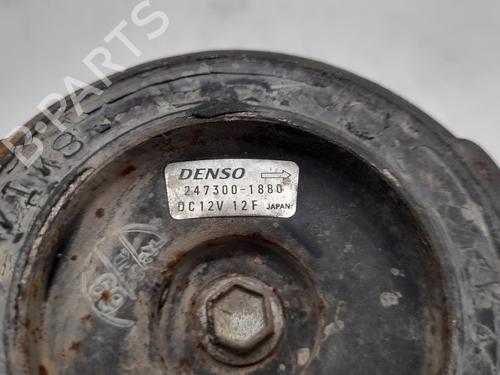 B-PARTS
DENSO
247300-1880
DC12V 12F JAPAN